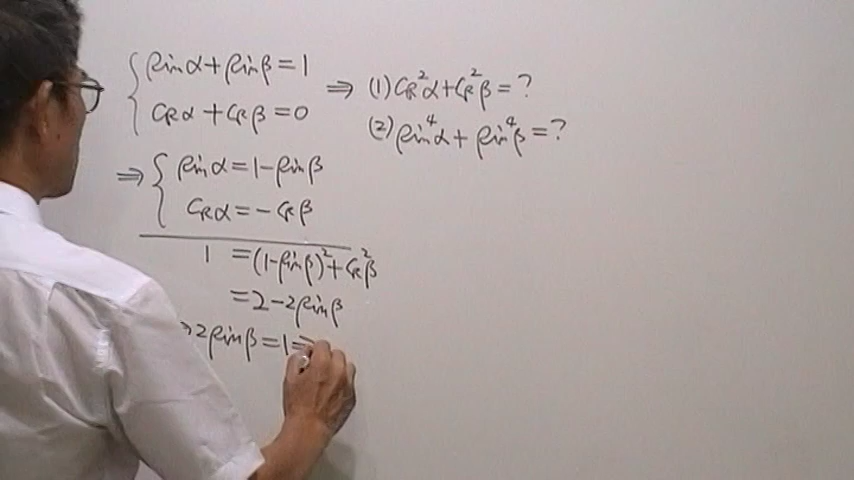 { sinα + sinβ = 1
cosα + cosβ = 0
⇒ (1) cos²α + cos²β = ?
(2) sin⁴α + sin⁴β = ?
⇒ { sinα = 1 - sinβ
cosα = - cosβ
1 = (1 - sinβ)² + cos²β
= 2 - 2sinβ
⇒ 2sinβ = 1 ⇒